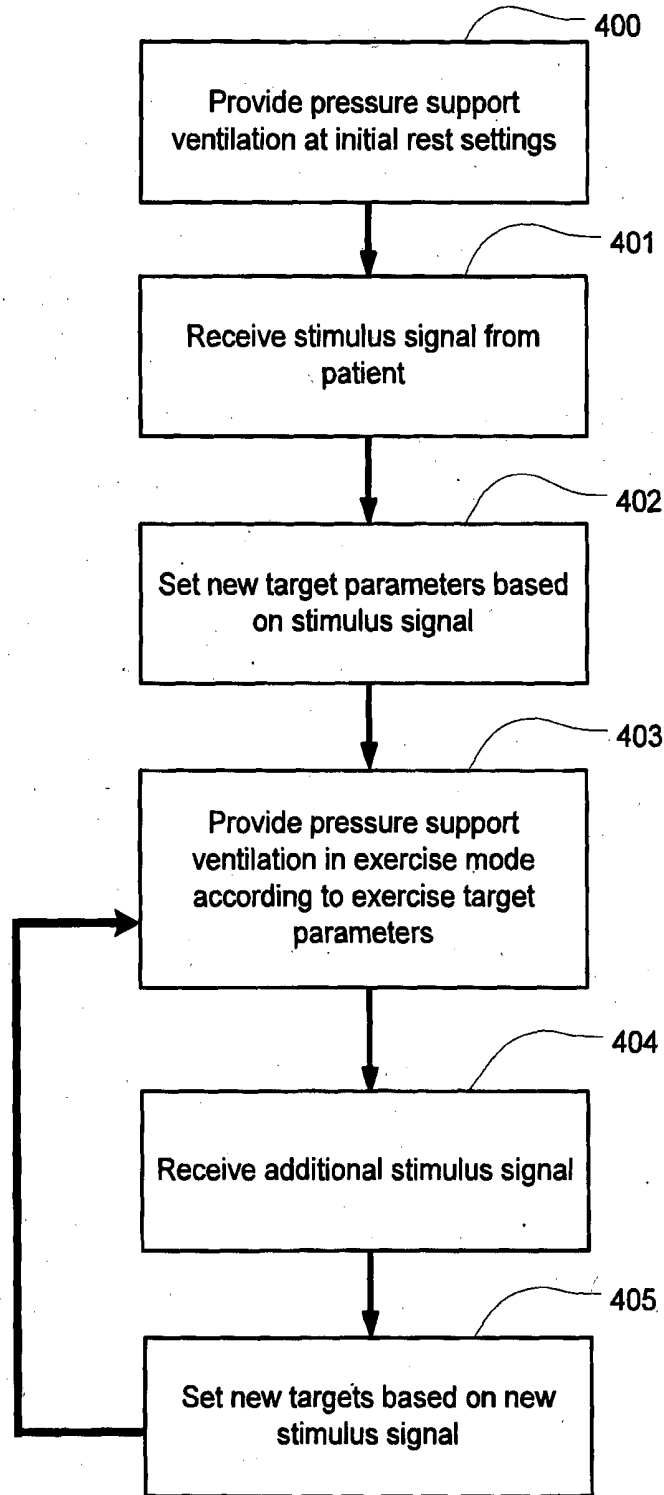 400
Provide pressure support
ventilation at initial rest settings
401
Receive stimulus signal from
patient
402
Set new target parameters based
on stimulus signal
403
Provide pressure support
ventilation in exercise mode
according to exercise target
parameters
404
Receive additional stimulus signal
405
Set new targets based on new
stimulus signal